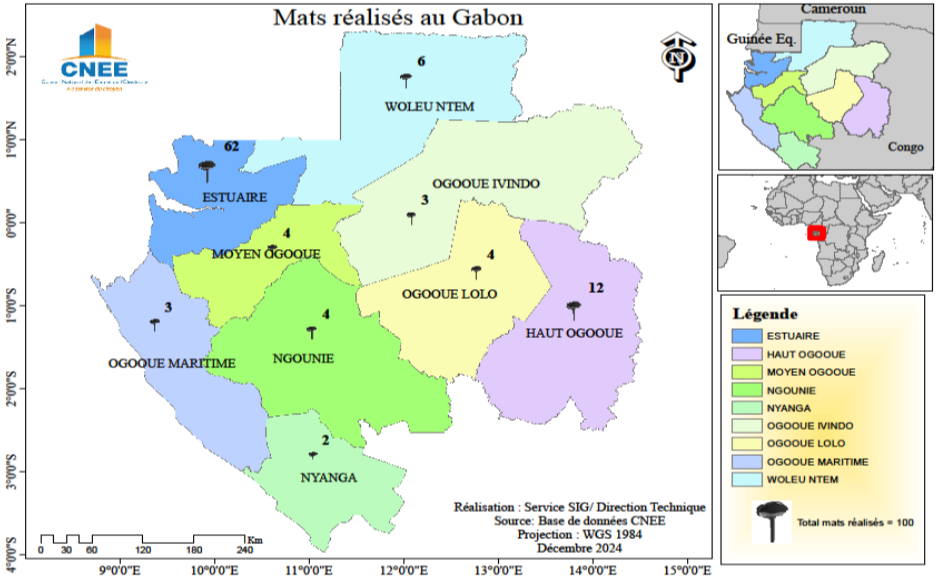 Mats réalisés au Gabon
CNEE
N
6
WOLEU NTEM
62
ESTUAIRE
OGOOUE IVINDO
3
4
MOYEN OGOOUE
4
OGOOUE LOLO
12
HAUT OGOOUE
3
OGOOUE MARITIME
4
NGOUNIE
2
NYANGA
2°0'0"N
1°0'0"N
0°0'0"
1°0'0"S
2°0'0"S
3°0'0"S
4°0'0"S
0 30 60 120 180 240 Km
9°0'0"E 10°0'0"E 11°0'0"E 12°0'0"E 13°0'0"E 14°0'0"E 15°0'0"E
Réalisation : Service SIG/ Direction Technique
Source: Base de données CNEE
Projection : WGS 1984
Décembre 2024
Cameroun
Guinée Eq.
Congo
Légende
ESTUAIRE
HAUT OGOOUE
MOYEN OGOOUE
NGOUNIE
NYANGA
OGOOUE IVINDO
OGOOUE LOLO
OGOOUE MARITIME
WOLEU NTEM
Total mats réalisés = 100